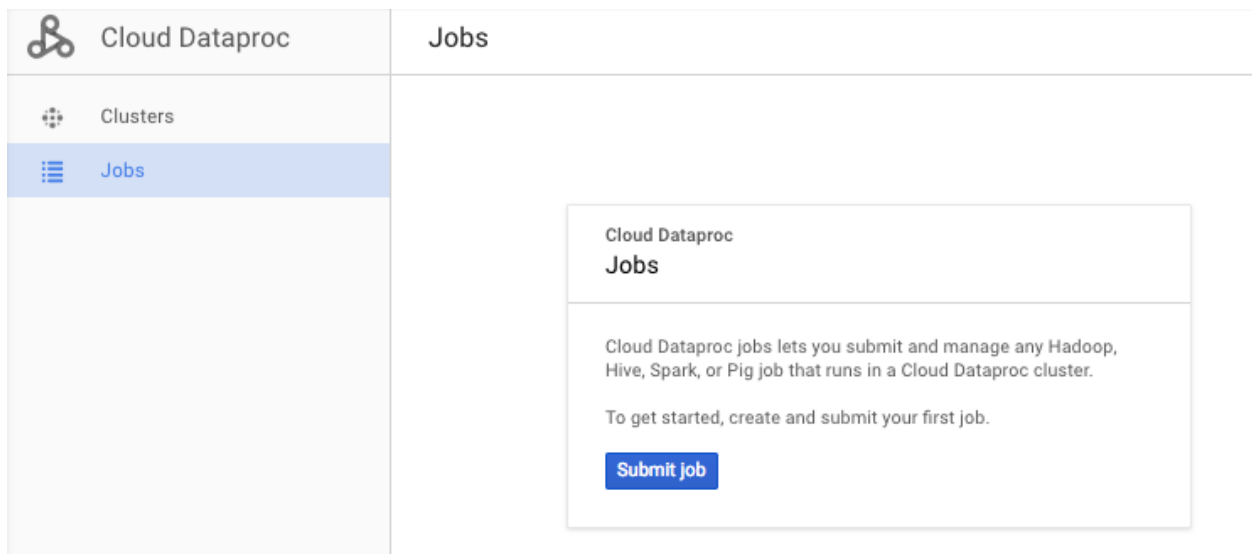 Cloud Dataproc
Jobs
Clusters
Jobs
Cloud Dataproc
Jobs
Cloud Dataproc jobs lets you submit and manage any Hadoop,
Hive, Spark, or Pig job that runs in a Cloud Dataproc cluster.
To get started, create and submit your first job.
Submit job